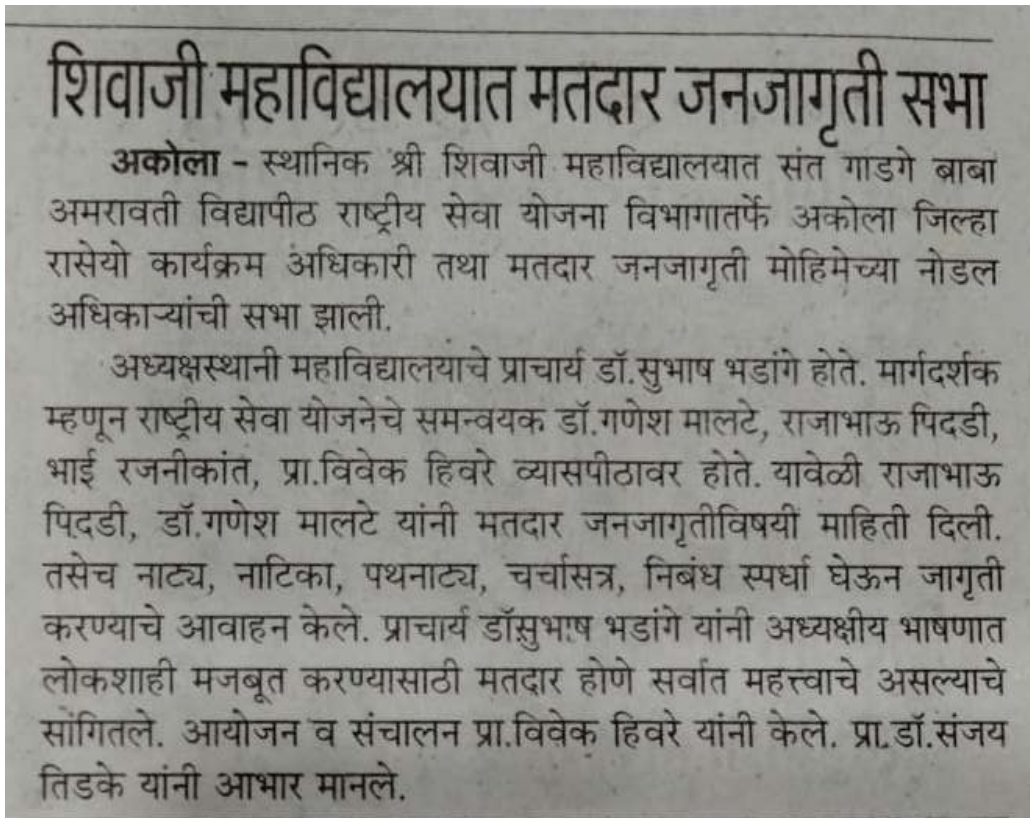 शिवाजी महाविद्यालयात मतदार जनजागृती सभा
अकोला - स्थानिक श्री शिवाजी महाविद्यालयात संत गाडगे बाबा
अमरावती विद्यापीठ राष्ट्रीय सेवा योजना विभागातर्फे अकोला जिल्हा
रासेयो कार्यक्रम अधिकारी तथा मतदार जनजागृती मोहिमेच्या नोडल
अधिकाऱ्यांची सभा झाली.
अध्यक्षस्थानी महाविद्यालयाचे प्राचार्य डॉ.सुभाष भडांगे होते. मार्गदर्शक
म्हणून राष्ट्रीय सेवा योजनेचे समन्वयक डॉ.गणेश मालटे, राजाभाऊ पिदडी,
भाई रजनीकांत, प्रा.विवेक हिवरे व्यासपीठावर होते. यावेळी राजाभाऊ
पिदडी, डॉ.गणेश मालटे यांनी मतदार जनजागृतीविषयी माहिती दिली.
तसेच नाट्य, नाटिका, पथनाट्य, चर्चासत्र, निबंध स्पर्धा घेऊन जागृती
करण्याचे आवाहन केले. प्राचार्य डॉ.सुभाष भडांगे यांनी अध्यक्षीय भाषणात
लोकशाही मजबूत करण्यासाठी मतदार होणे सर्वात महत्त्वाचे असल्याचे
सांगितले. आयोजन व संचालन प्रा.विवेक हिवरे यांनी केले. प्रा.डॉ.संजय
तिडके यांनी आभार मानले.